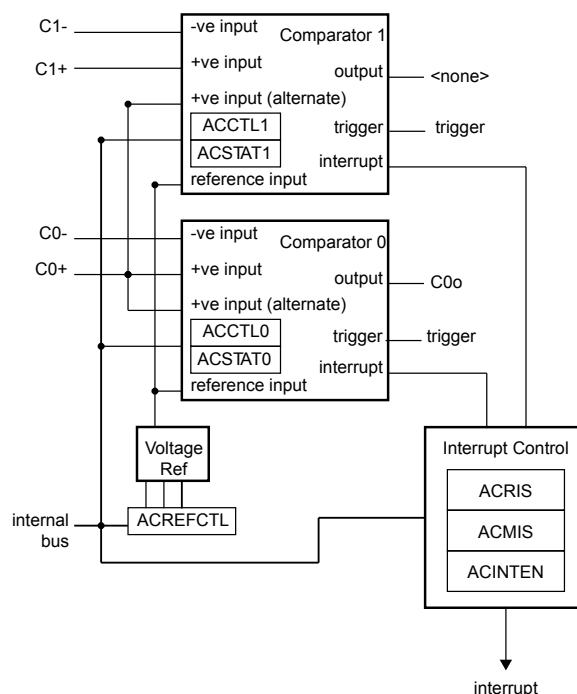 C1-
-ve input
Comparator 1
C1+
+ve input
output
<none>
+ve input (alternate)
ACCTL1
trigger
trigger
ACSTAT1
interrupt
reference input
C0-
-ve input
Comparator 0
C0+
+ve input
output
C0o
+ve input (alternate)
ACCTL0
trigger
trigger
ACSTAT0
interrupt
reference input
Voltage
Ref
Interrupt Control
ACRIS
internal
bus
ACREFCTL
ACMIS
ACINTEN
interrupt